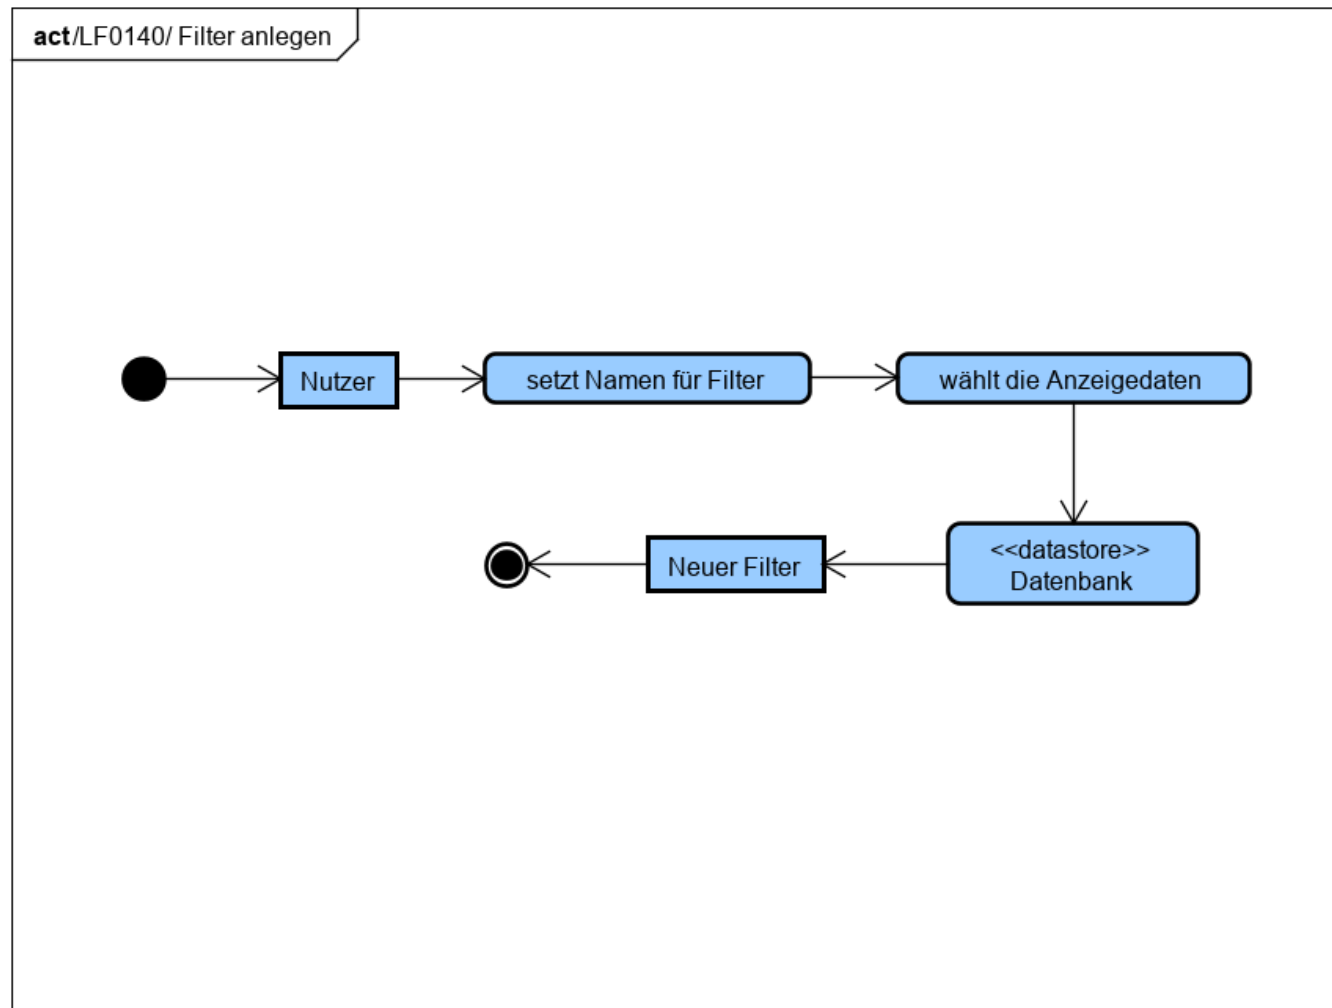 act/LF0140/ Filter anlegen
Nutzer
setzt Namen für Filter
wählt die Anzeigedaten
Neuer Filter
<<datastore>>
Datenbank